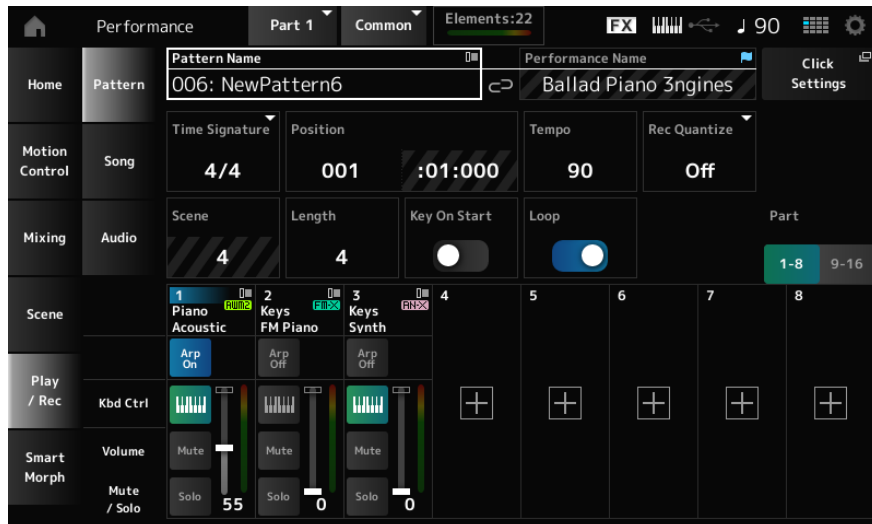 Performance
Part 1
Common
Elements:22
FX
♩ 90
Home
Pattern
Pattern Name
006: NewPattern6
Performance Name
Ballad Piano 3ngines
Click
Settings
Motion
Control
Song
Time Signature
4/4
Position
001
:01:000
Tempo
90
Rec Quantize
Off
Mixing
Audio
Scene
4
Length
4
Key On Start
Loop
Part
1-8
9-16
Scene
1
Piano
Acoustic
AWM2
2
Keys
FM Piano
FM-X
3
Keys
Synth
AN-X
4
5
6
7
8
Arp
On
Arp
Off
Arp
Off
Play
/ Rec
Kbd Ctrl
Smart
Morph
Volume
Mute
Mute
Mute
Mute
/ Solo
Solo
55
Solo
0
Solo
0